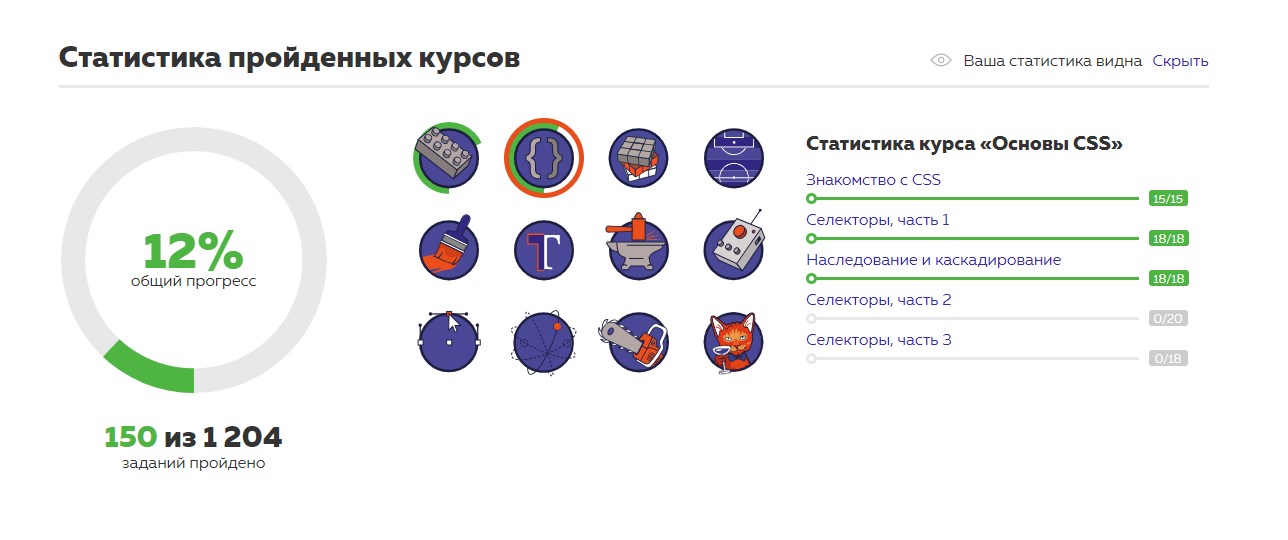 Статистика пройденных курсов
Ваша статистика видна Скрыть
12%
общий прогресс
150 из 1 204
заданий пройдено
T
Статистика курса «Основы CSS»
Знакомство с CSS
15/15
Селекторы, часть 1
18/18
Наследование и каскадирование
18/18
Селекторы, часть 2
0/20
Селекторы, часть 3
0/18